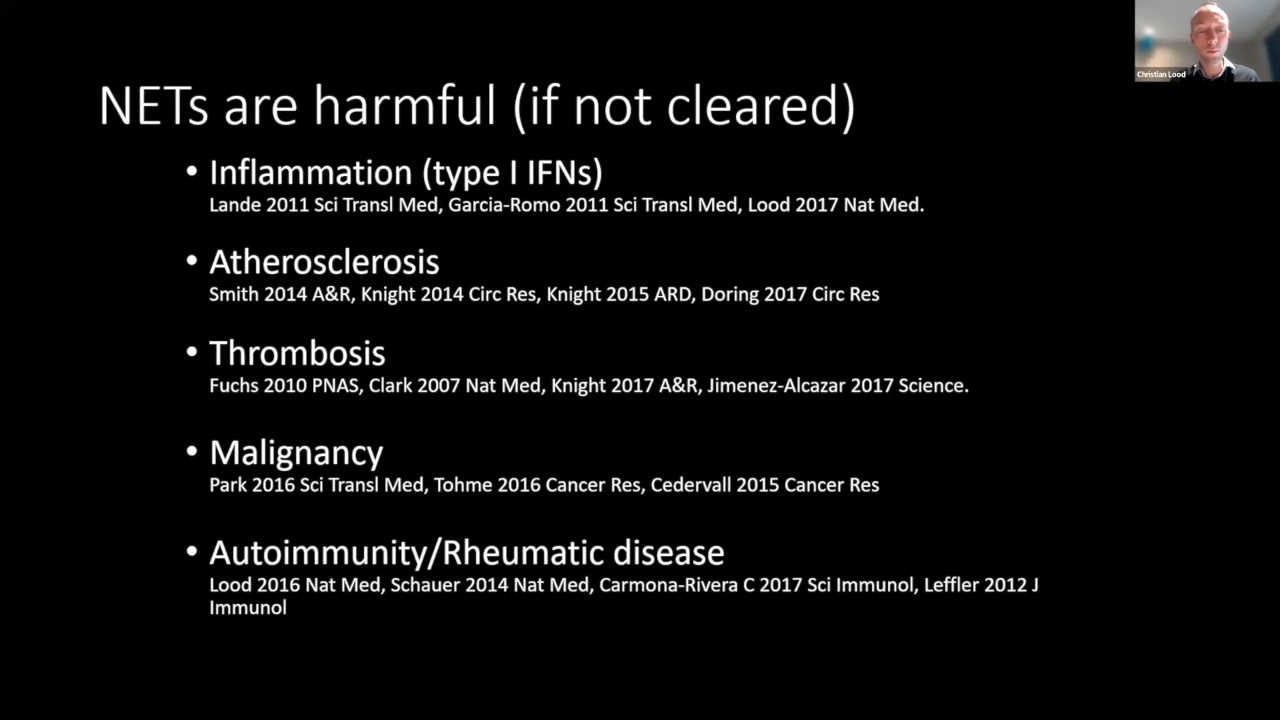 Christian Lood
NETs are harmful (if not cleared)
• Inflammation (type I IFNs)
Lande 2011 Sci Transl Med, Garcia-Romo 2011 Sci Transl Med, Lood 2017 Nat Med.
• Atherosclerosis
Smith 2014 A&R, Knight 2014 Circ Res, Knight 2015 ARD, Doring 2017 Circ Res
• Thrombosis
Fuchs 2010 PNAS, Clark 2007 Nat Med, Knight 2017 A&R, Jimenez-Alcazar 2017 Science.
• Malignancy
Park 2016 Sci Transl Med, Tohme 2016 Cancer Res, Cedervall 2015 Cancer Res
• Autoimmunity/Rheumatic disease
Lood 2016 Nat Med, Schauer 2014 Nat Med, Carmona-Rivera C 2017 Sci Immunol, Leffler 2012 J
Immunol